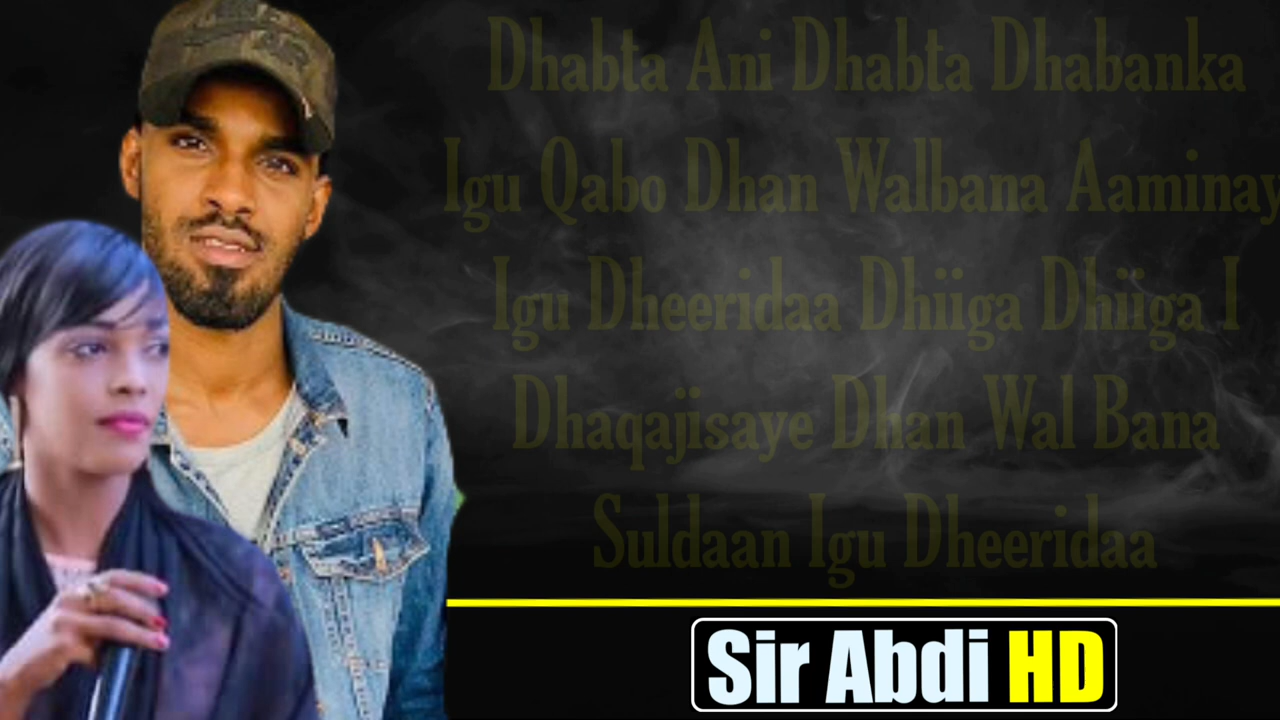 Dhabta Ani Dhabta Dhabanka
Igu Qabo Dhan Walbana Aaminay
Igu Dheeridaa Dhiiga Dhiiga I
Dhaqajisaye Dhan Wal Bana
Suldaan Igu Dheeridaa
Sir Abdi HD